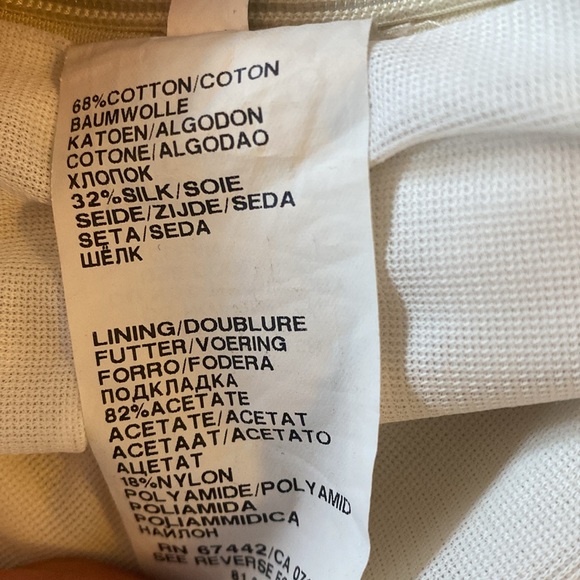 68%COTTON/COTON
BAUMWOLLE
KATOEN/ALGODON
COTONE/ALGODAO
ХЛОПОК
32%SILK/SOIE
SEIDE/ZIJDE/SEDA
SETA/SEDA
ШЁЛК
LINING/DOUBLURE
FUTTER/VOERING
FORRO/FODERA
ПОДКЛАДКА
82%ACETATE
ACETATE/ACETAT
ACETAAT/ACETATO
АЦЕТАТ
18%NYLON
POLYAMIDE/POLYAMID
POLIAMIDA
POLIAMMIDICA
НАЙЛОН
RN 67442/CA
SEE REVERSE